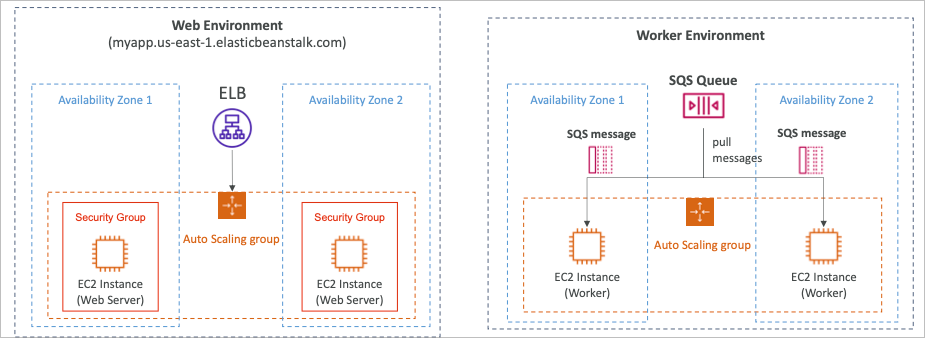 Web Environment
(myapp.us-east-1.elasticbeanstalk.com)
Availability Zone 1
ELB
Availability Zone 2
Security Group
Security Group
Auto Scaling group
EC2 Instance
(Web Server)
EC2 Instance
(Web Server)
Worker Environment
SQS Queue
Availability Zone 1
Availability Zone 2
SQS message
pull
messages
SQS message
Auto Scaling group
EC2 Instance
(Worker)
EC2 Instance
(Worker)